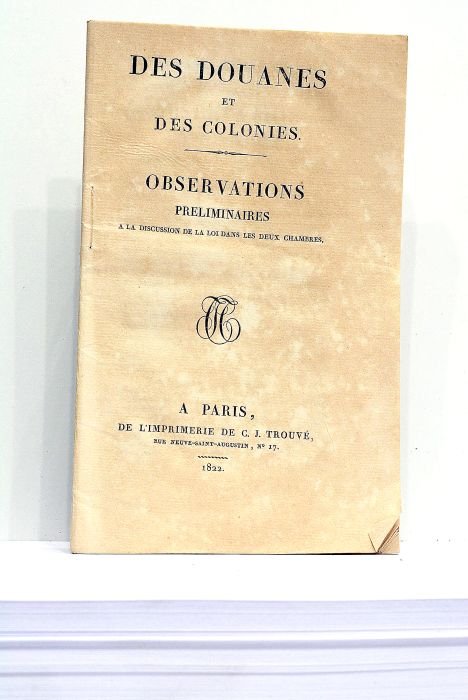 DES DOUANES
ET
DES COLONIES.
OBSERVATIONS
PRELIMINAIRES
A LA DISCUSSION DE LA LOI DANS LES DEUX CHAMBRES.
A PARIS,
DE L'IMPRIMERIE DE C. J. TROUVÉ,
RUE NEUVE-SAINT-AUGUSTIN, Nº 17.
1822.